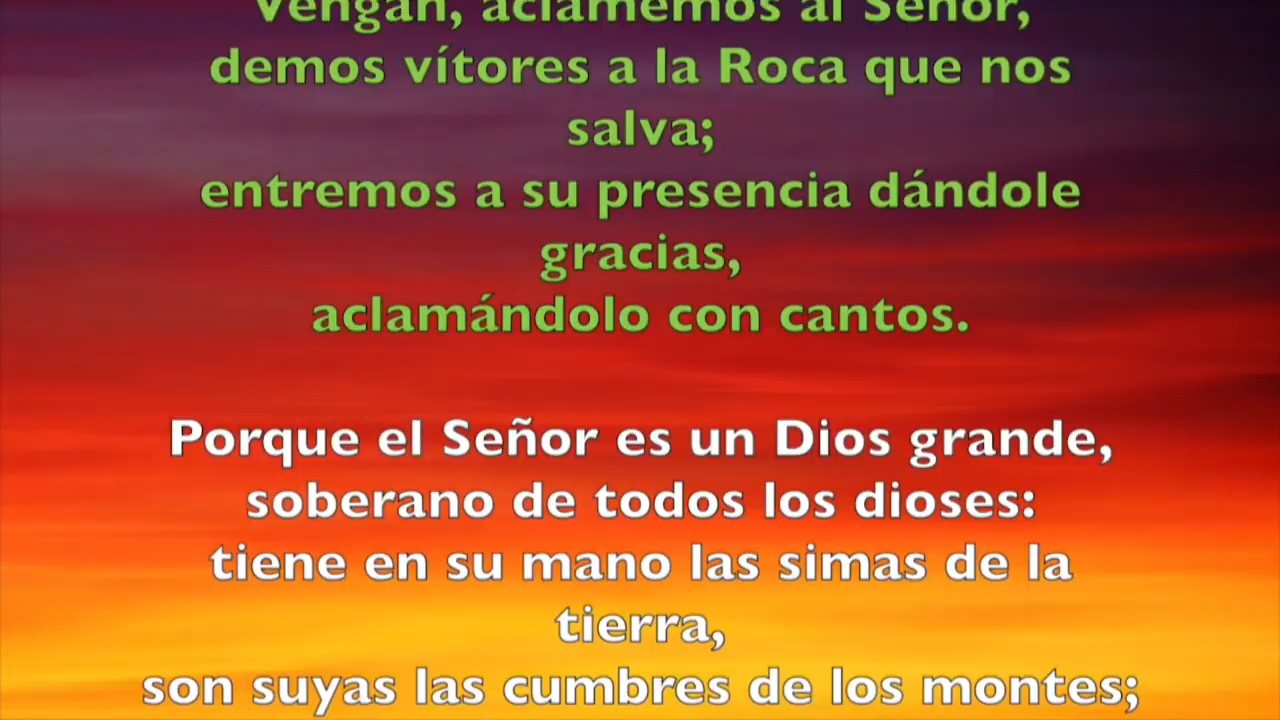 Vengan, aclamemos al Señor,
demos vítores a la Roca que nos
salva;
entremos a su presencia dándole
gracias,
aclamándolo con cantos.
Porque el Señor es un Dios grande,
soberano de todos los dioses:
tiene en su mano las simas de la
tierra,
son suyas las cumbres de los montes;